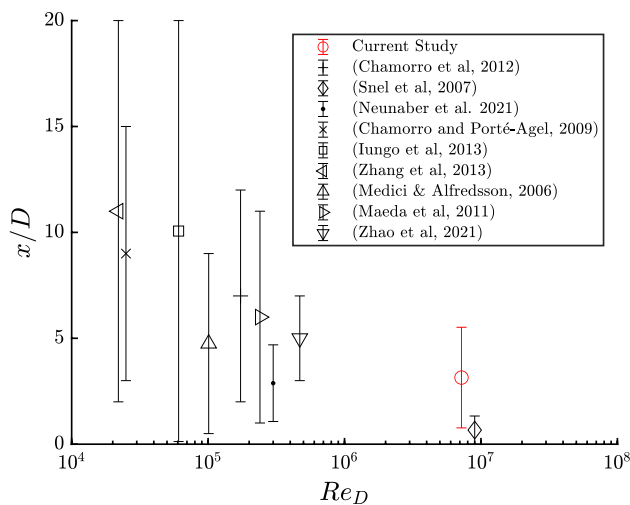 20
15
10
5
0
x/D
10^4
10^5
10^6
10^7
10^8
Re_D
Current Study
(Chamorro et al, 2012)
(Snel et al, 2007)
(Neunaber et al. 2021)
(Chamorro and Porté-Agel, 2009)
(Iungo et al, 2013)
(Zhang et al, 2013)
(Medici & Alfredsson, 2006)
(Maeda et al, 2011)
(Zhao et al, 2021)